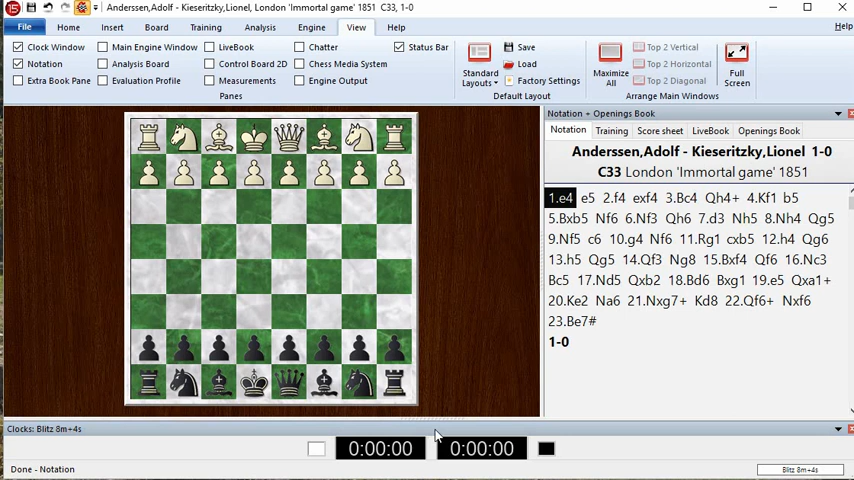 15 Anderssen,Adolf - Kieseritzky,Lionel, London 'Immortal game' 1851 C33, 1-0
File Home Insert Board Training Analysis Engine View Help
Clock Window Main Engine Window LiveBook Chatter Status Bar
Notation Analysis Board Control Board 2D Chess Media System
Extra Book Pane Evaluation Profile Measurements Engine Output
Panes
Standard Layouts Save
Load
Factory Settings
Default Layout
Maximize All Top 2 Vertical
Top 2 Horizontal
Top 2 Diagonal
Full Screen
Arrange Main Windows
Notation + Openings Book
Notation Training Score sheet LiveBook Openings Book
Anderssen,Adolf - Kieseritzky,Lionel 1-0
C33 London 'Immortal game' 1851
1.e4 e5 2.f4 exf4 3.Bc4 Qh4+ 4.Kf1 b5
5.Bxb5 Nf6 6.Nf3 Qh6 7.d3 Nh5 8.Nh4 Qg5
9.Nf5 c6 10.g4 Nf6 11.Rg1 cxb5 12.h4 Qg6
13.h5 Qg5 14.Qf3 Ng8 15.Bxf4 Qf6 16.Nc3
Bc5 17.Nd5 Qxb2 18.Bd6 Bxg1 19.e5 Qxa1+
20.Ke2 Na6 21.Nxg7+ Kd8 22.Qf6+ Nxf6
23.Be7#
1-0
Clocks: Blitz 8m+4s
0:00:00 0:00:00
Done - Notation Blitz 8m+4s